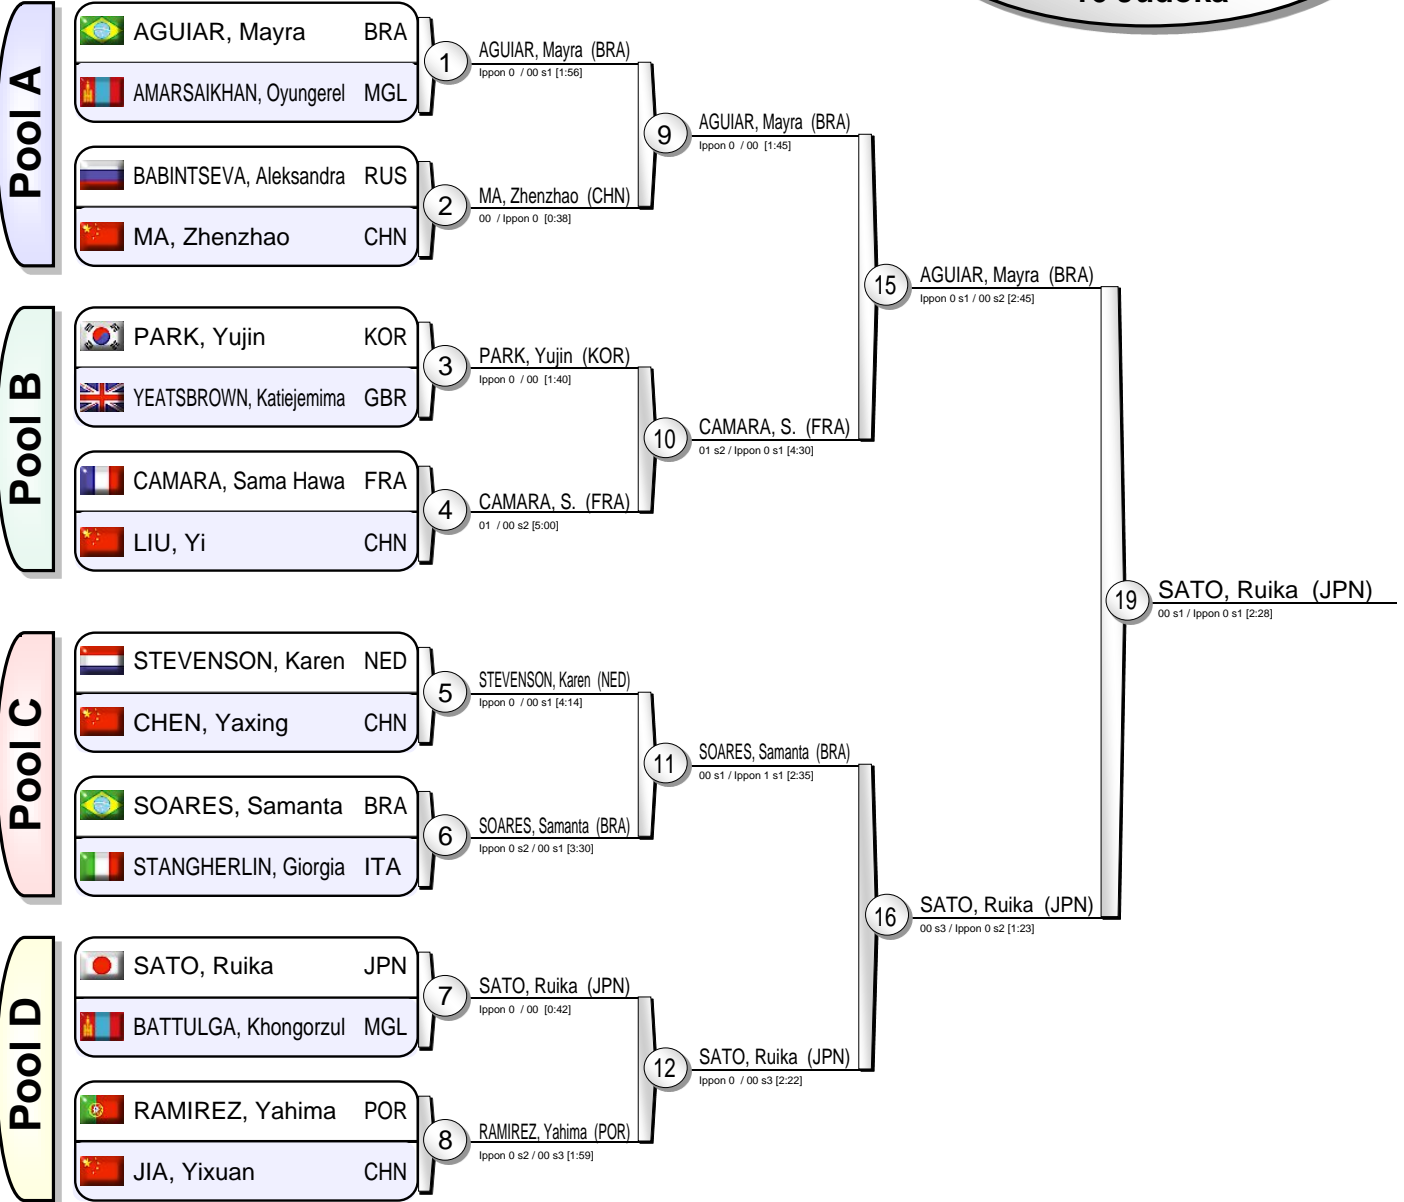 Pool A
AGUIAR, Mayra BRA
AMARSAIKHAN, Oyungerel MGL
BABINTSEVA, Aleksandra RUS
MA, Zhenzhao CHN
Pool B
PARK, Yujin KOR
YEATSBROWN, Katiejemima GBR
CAMARA, Sama Hawa FRA
LIU, Yi CHN
Pool C
STEVENSON, Karen NED
CHEN, Yaxing CHN
SOARES, Samanta BRA
STANGHERLIN, Giorgia ITA
Pool D
SATO, Ruika JPN
BATTULGA, Khongorzul MGL
RAMIREZ, Yahima POR
JIA, Yixuan CHN
1
AGUIAR, Mayra (BRA)
Ippon 0 / 00 s1 [1:56]
2
MA, Zhenzhao (CHN)
00 / Ippon 0 [0:38]
3
PARK, Yujin (KOR)
Ippon 0 / 00 [1:40]
4
CAMARA, S. (FRA)
01 / 00 s2 [5:00]
5
STEVENSON, Karen (NED)
Ippon 0 / 00 s1 [4:14]
6
SOARES, Samanta (BRA)
Ippon 0 s2 / 00 s1 [3:30]
7
SATO, Ruika (JPN)
Ippon 0 / 00 [0:42]
8
RAMIREZ, Yahima (POR)
Ippon 0 s2 / 00 s3 [1:59]
9
AGUIAR, Mayra (BRA)
Ippon 0 / 00 [1:45]
10
CAMARA, S. (FRA)
01 s2 / Ippon 0 s1 [4:30]
11
SOARES, Samanta (BRA)
00 s1 / Ippon 1 s1 [2:35]
12
SATO, Ruika (JPN)
Ippon 0 / 00 s3 [2:22]
15
AGUIAR, Mayra (BRA)
Ippon 0 s1 / 00 s2 [2:45]
16
SATO, Ruika (JPN)
00 s3 / Ippon 0 s2 [1:23]
19
SATO, Ruika (JPN)
00 s1 / Ippon 0 s1 [2:28]